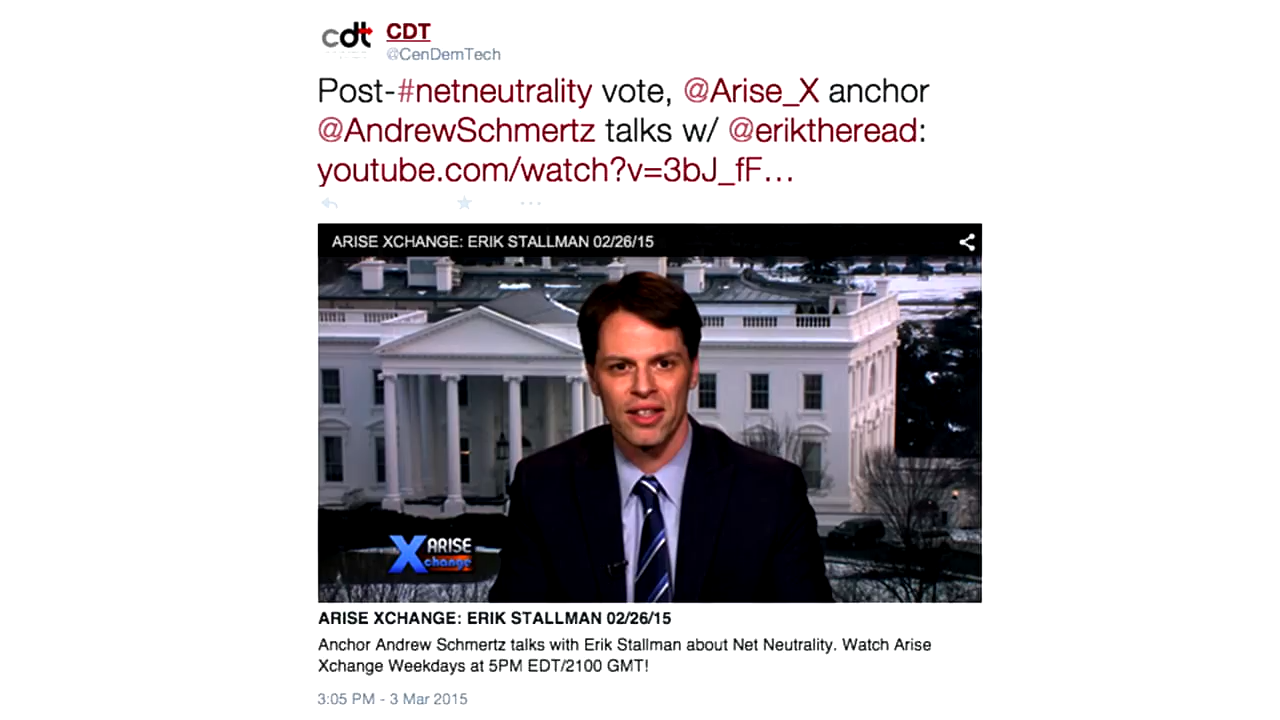 cdt CDT
@CenDemTech
Post-#netneutrality vote, @Arise_X anchor
@AndrewSchmertz talks w/ @eriktheread:
youtube.com/watch?v=3bJ_fF...
ARISE XCHANGE: ERIK STALLMAN 02/26/15
X ARISE
change
ARISE XCHANGE: ERIK STALLMAN 02/26/15
Anchor Andrew Schmertz talks with Erik Stallman about Net Neutrality. Watch Arise
Xchange Weekdays at 5PM EDT/2100 GMT!
3:05 PM - 3 Mar 2015